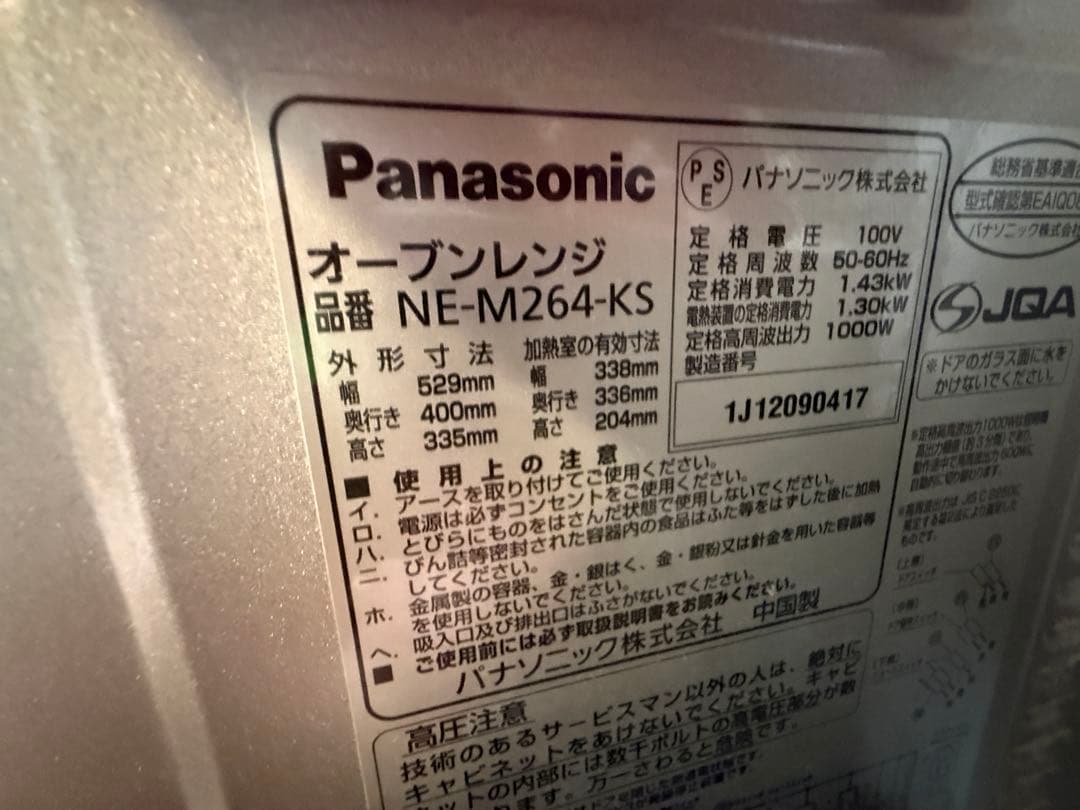 Panasonic
オーブンレンジ
品番 NE-M264-KS
外形寸法
幅 529mm
奥行き 400mm
高さ 335mm
加熱室の有効寸法
幅 338mm
奥行き 336mm
高さ 204mm
PSE パナソニック株式会社
定格電圧 100V
定格周波数 50-60Hz
定格消費電力 1.43kW
電熱装置の定格消費電力 1.30kW
定格高周波出力 1000W
製造番号
1J12090417
■ 使用上の注意
イ. アースを取り付けてご使用ください。
ロ. 電源は必ずコンセントをご使用ください。
ハ. とびらにものをはさんだ状態で使用しないでください。
ニ. びん詰等密封された容器内の食品はふた等をはずした後に加熱
してください。
ホ. 金属製の容器、金・銀はく、金・銀粉又は針金を用いた容器等
を使用しないでください。
ヘ. 吸入口及び排出口はふさがないでください。
■ ご使用前には必ず取扱説明書をお読みください。
パナソニック株式会社 中国製
総務省基準適
型式確認第EAIQ0
パナソニック株式会社
JQA
※ドアのガラス面に水を
かけないでください。
高圧注意
技術のあるサービスマン以外の人は、絶対に
キャビネットをあけないでください。キャビ
ネットの内部には数千ボルトの高電圧部分が数
万一さわると危険です。